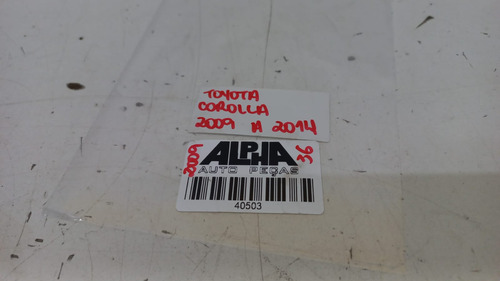 TOYOTA
COROLLA
2009 A 2014
2009
ALPHA
36
AUTO PEÇAS
40503